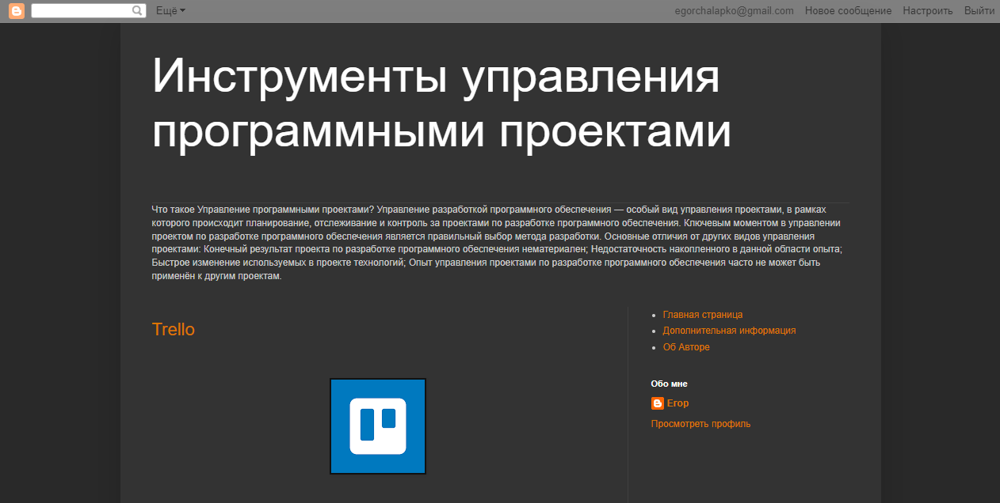 Ещё
egorchalapko@gmail.com Новое сообщение Настроить Выйти
Инструменты управления
программными проектами
Что такое Управление программными проектами? Управление разработкой программного обеспечения — особый вид управления проектами, в рамках
которого происходит планирование, отслеживание и контроль за проектами по разработке программного обеспечения. Ключевым моментом в управлении
проектом по разработке программного обеспечения является правильный выбор метода разработки. Основные отличия от других видов управления
проектами: Конечный результат проекта по разработке программного обеспечения нематериален; Недостаточность накопленного в данной области опыта;
Быстрое изменение используемых в проекте технологий; Опыт управления проектами по разработке программного обеспечения часто не может быть
применён к другим проектам.
Trello
Главная страница
Дополнительная информация
Об Авторе
Обо мне
Егор
Просмотреть профиль